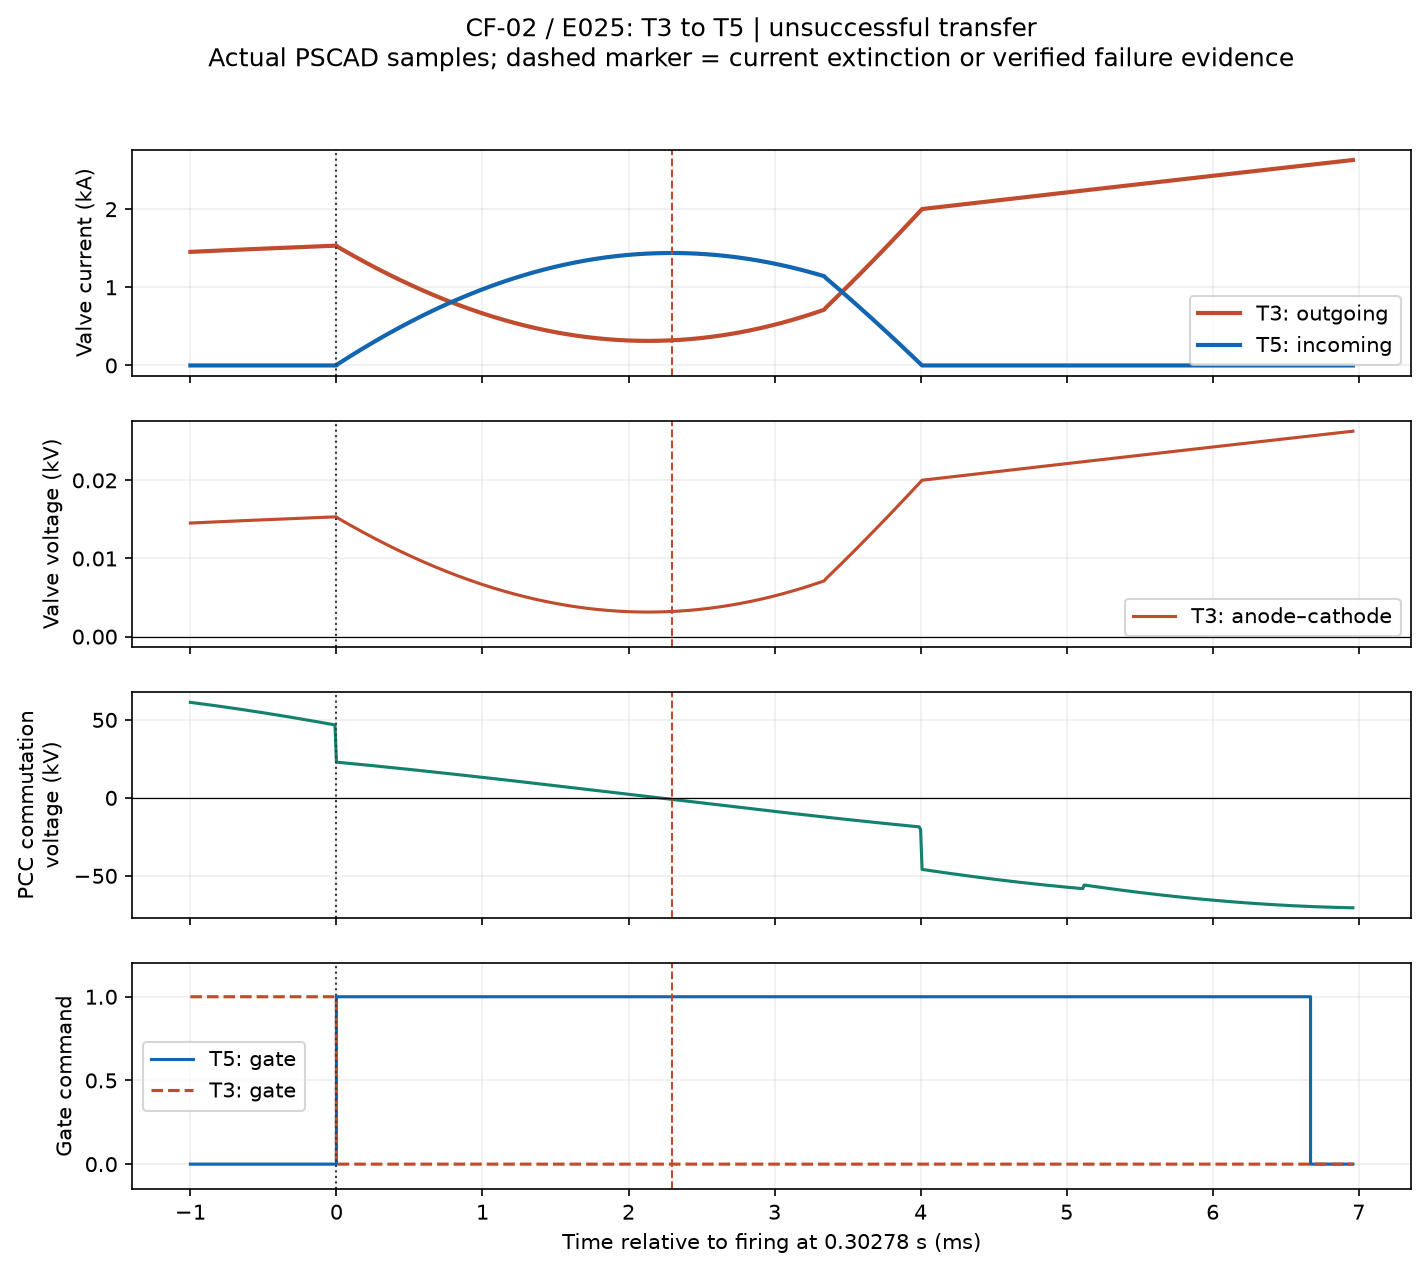 CF-02 / E025: T3 to T5 | unsuccessful transfer
Actual PSCAD samples; dashed marker = current extinction or verified failure evidence
Valve current (kA)
2
1
0
T3: outgoing
T5: incoming
Valve voltage (kV)
0.02
0.01
0.00
T3: anode–cathode
PCC commutation
voltage (kV)
50
0
−50
Gate command
1.0
0.5
0.0
T5: gate
T3: gate
−1 0 1 2 3 4 5 6 7
Time relative to firing at 0.30278 s (ms)